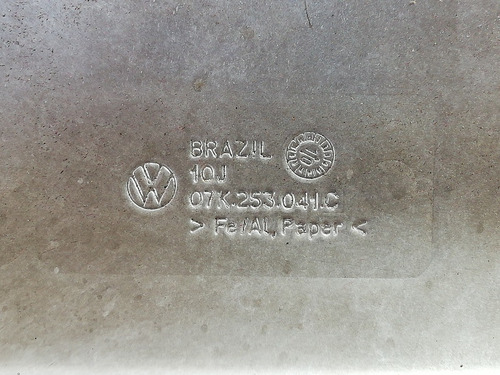 BRAZIL
10J
07K.253.041.C
> Fe/AL, Paper <